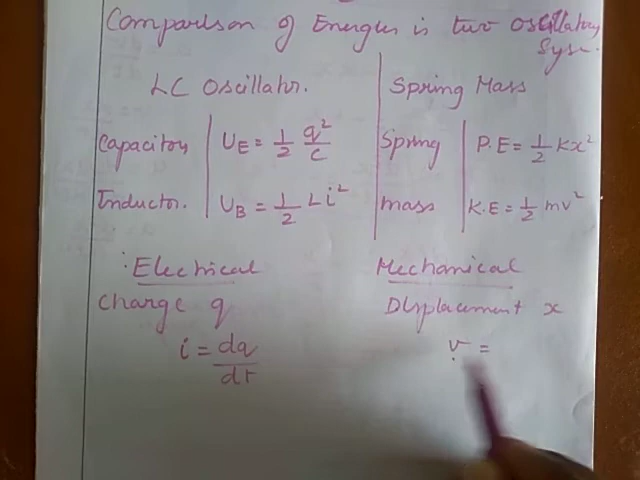 Comparison of Energies in two Oscillatory
Sys
LC Oscillator. Spring Mass
Capacitor U_E = 1/2 q²/c Spring P.E = 1/2 Kx²
Inductor. U_B = 1/2 Li² mass K.E = 1/2 mv²
Electrical Mechanical
Charge q Displacement x
i = dq/dt v =